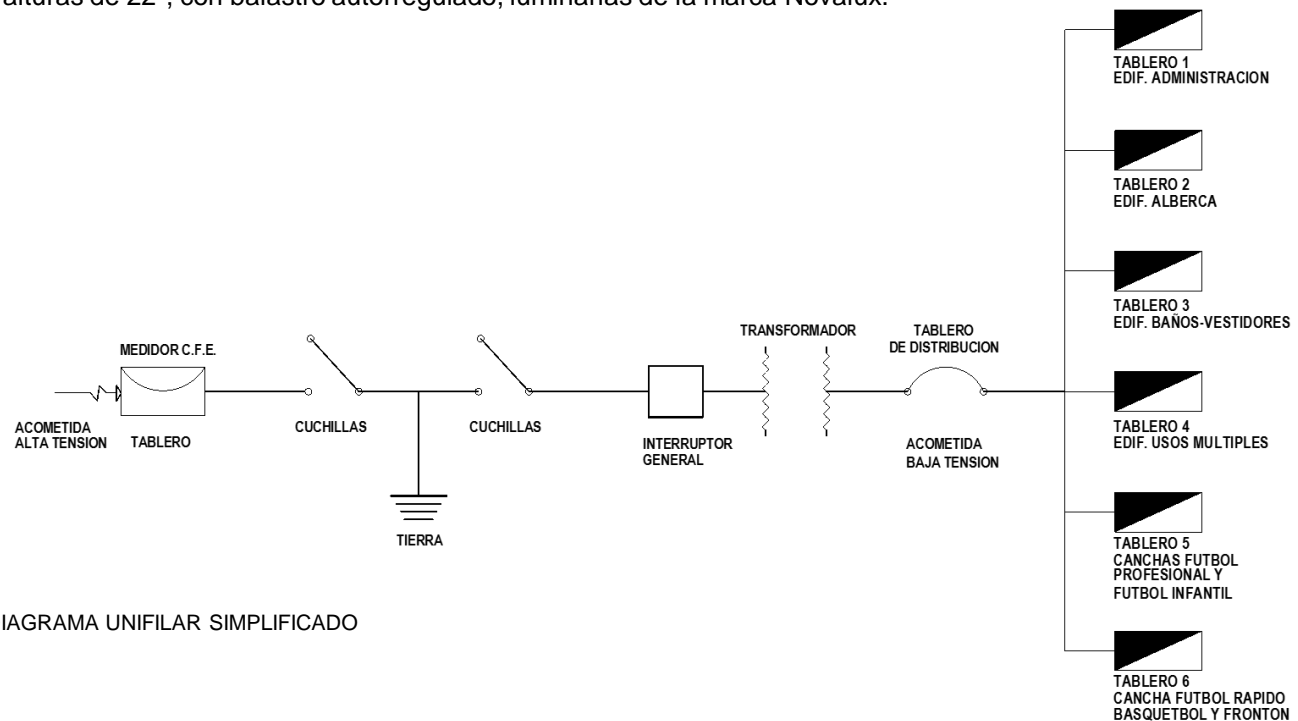 alturas de 22", con balastro autorregulado, luminarias de la marca Novalux.
TABLERO 1
EDIF. ADMINISTRACION
TABLERO 2
EDIF. ALBERCA
TABLERO 3
EDIF. BAÑOS-VESTIDORES
TRANSFORMADOR
TABLERO
DE DISTRIBUCION
MEDIDOR C.F.E.
ACOMETIDA
ALTA TENSION
TABLERO
CUCHILLAS
CUCHILLAS
INTERRUPTOR
GENERAL
ACOMETIDA
BAJA TENSION
TABLERO 4
EDIF. USOS MULTIPLES
TIERRA
TABLERO 5
CANCHAS FUTBOL
PROFESIONAL Y
FUTBOL INFANTIL
IAGRAMA UNIFILAR SIMPLIFICADO
TABLERO 6
CANCHA FUTBOL RAPIDO
BASQUETBOL Y FRONTON